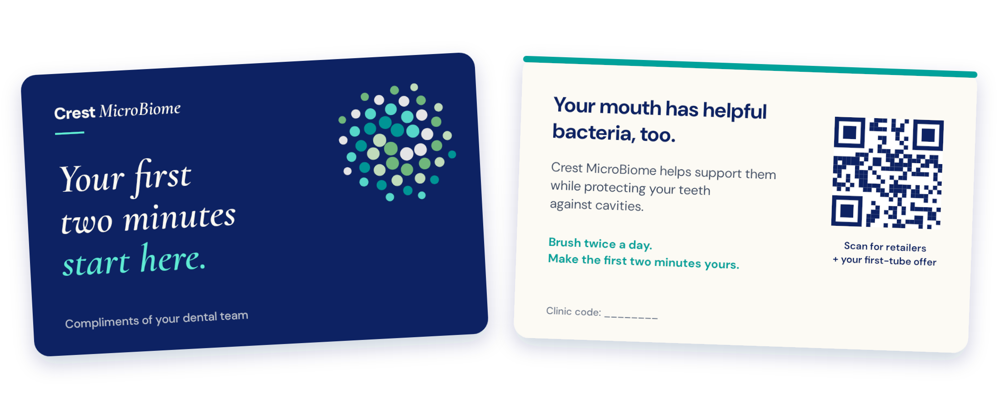 Crest MicroBiome
Your first
two minutes
start here.
Compliments of your dental team
Your mouth has helpful
bacteria, too.
Crest MicroBiome helps support them
while protecting your teeth
against cavities.
Brush twice a day.
Make the first two minutes yours.
Clinic code: ________
Scan for retailers
+ your first-tube offer